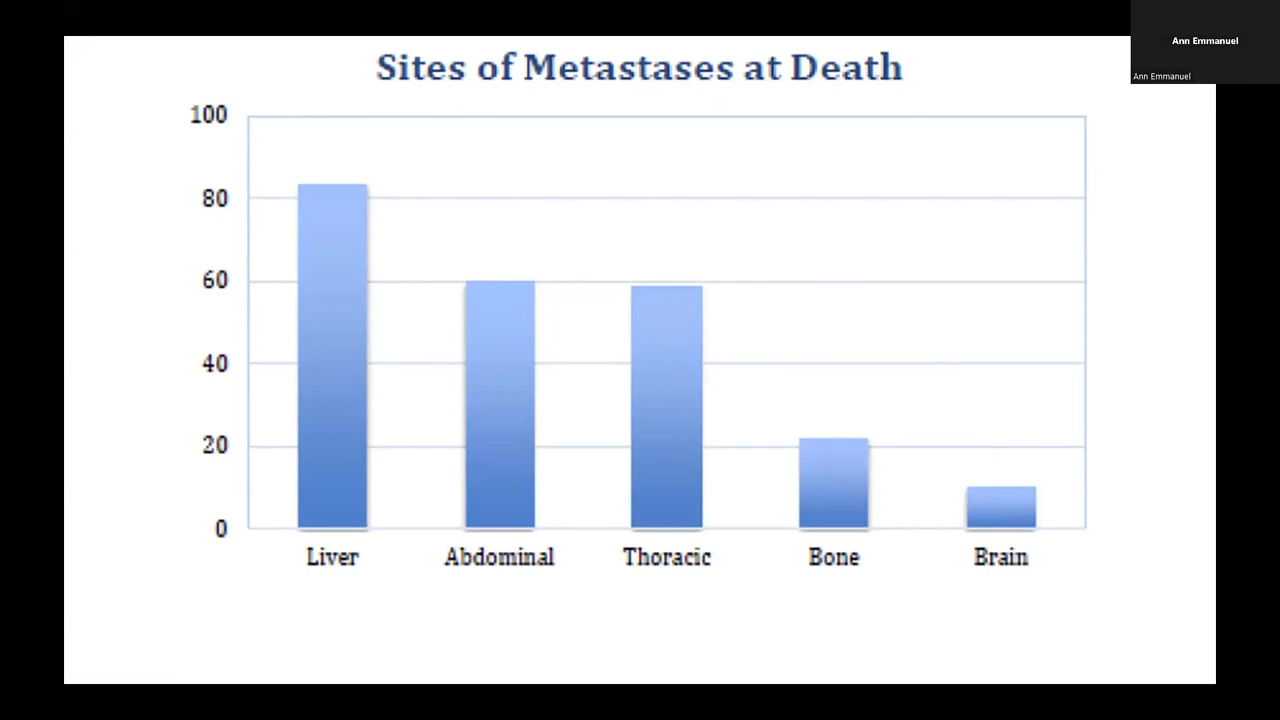 Ann Emmanuel
Ann Emmanuel
Sites of Metastases at Death
100
80
60
40
20
0
Liver Abdominal Thoracic Bone Brain